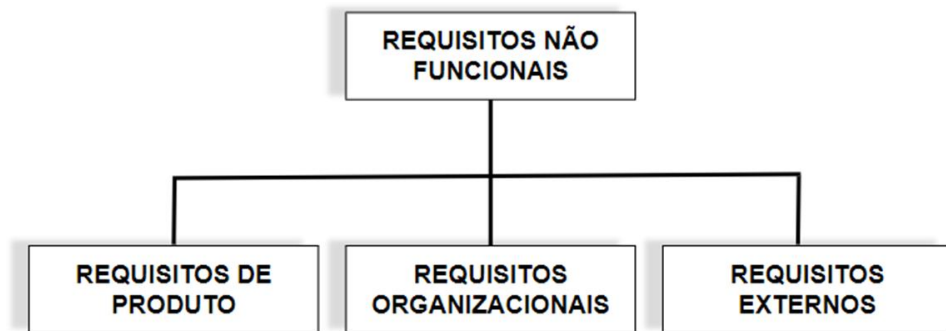 REQUISITOS NÃO
FUNCIONAIS
REQUISITOS DE
PRODUTO
REQUISITOS
ORGANIZACIONAIS
REQUISITOS
EXTERNOS